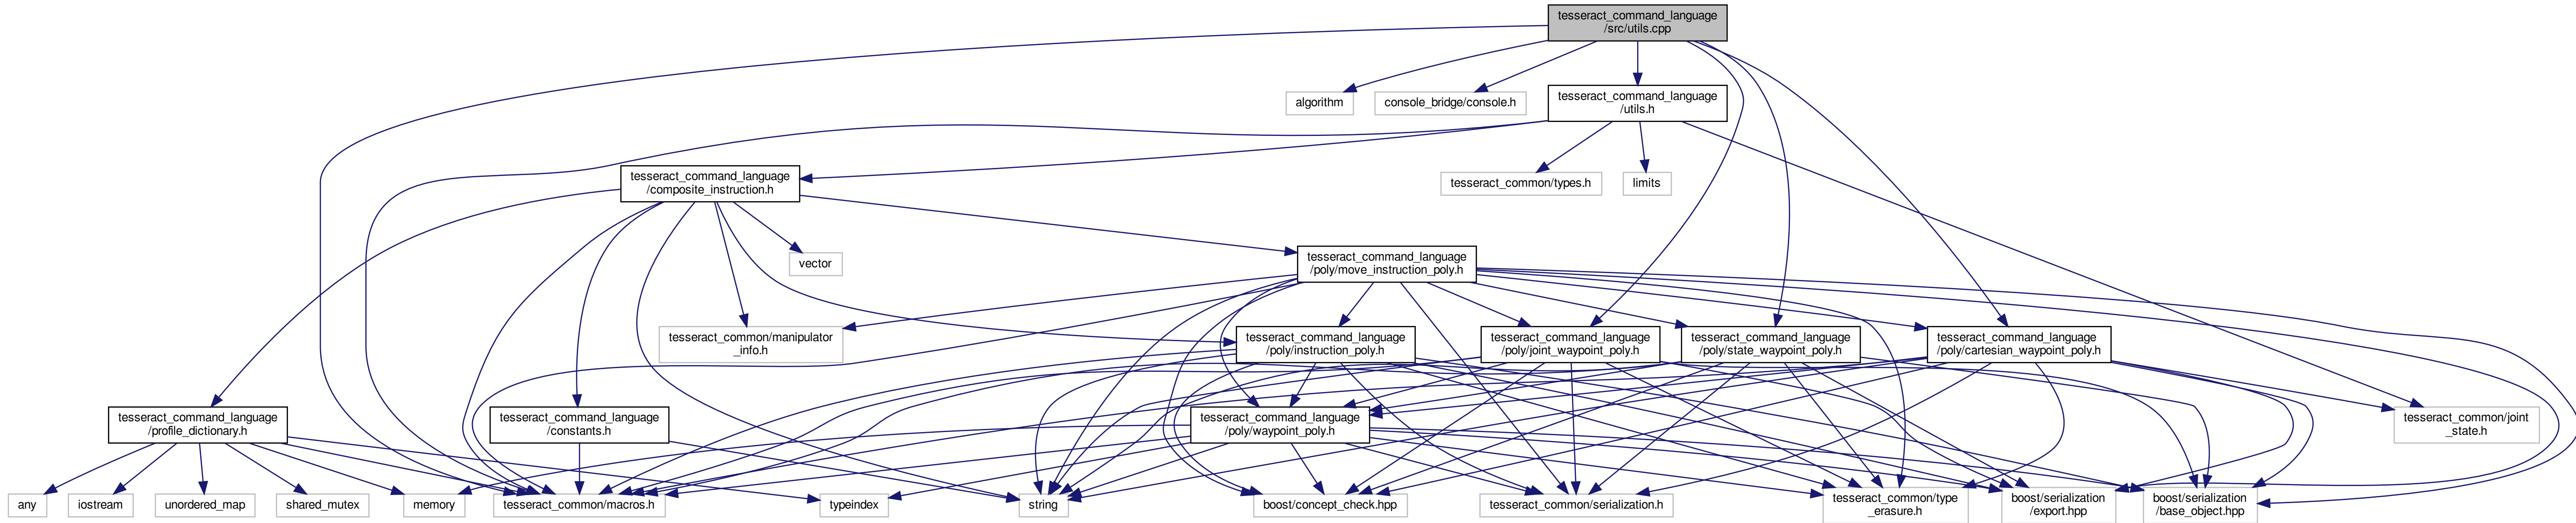 tesseract_command_language
/src/utils.cpp
algorithm
console_bridge/console.h
tesseract_command_language
/utils.h
tesseract_command_language
/composite_instruction.h
tesseract_common/types.h
limits
vector
tesseract_command_language
/poly/move_instruction_poly.h
tesseract_common/manipulator
_info.h
tesseract_command_language
/poly/instruction_poly.h
tesseract_command_language
/poly/joint_waypoint_poly.h
tesseract_command_language
/poly/state_waypoint_poly.h
tesseract_command_language
/poly/cartesian_waypoint_poly.h
tesseract_command_language
/profile_dictionary.h
tesseract_command_language
/constants.h
tesseract_command_language
/poly/waypoint_poly.h
tesseract_common/joint
_state.h
any
iostream
unordered_map
shared_mutex
memory
tesseract_common/macros.h
typeindex
string
boost/concept_check.hpp
tesseract_common/serialization.h
tesseract_common/type
_erasure.h
boost/serialization
/export.hpp
boost/serialization
/base_object.hpp